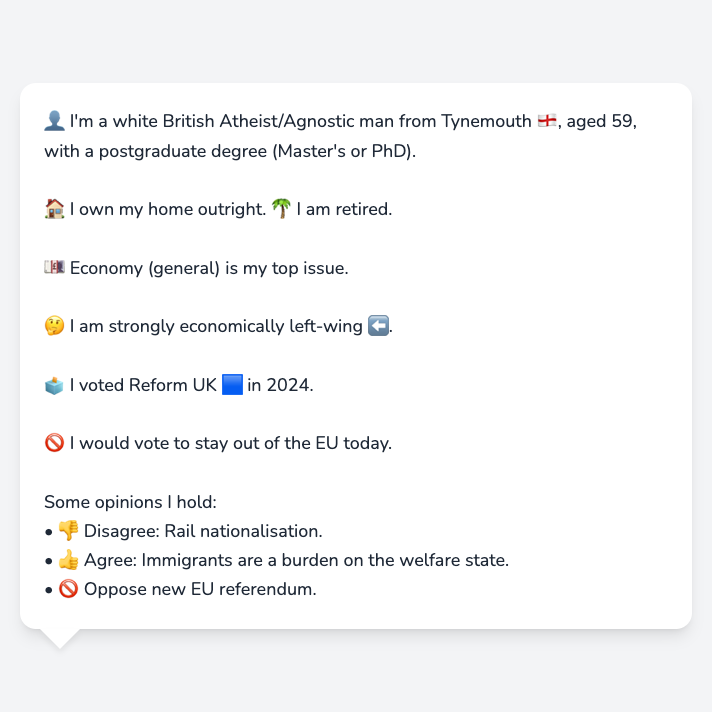 👤 I'm a white British Atheist/Agnostic man from Tynemouth 🏴󠁧󠁢󠁥󠁮󠁧󠁿, aged 59,
with a postgraduate degree (Master's or PhD).
🏠 I own my home outright. 🌴 I am retired.
💷 Economy (general) is my top issue.
🤔 I am strongly economically left-wing ⬅️.
🗳️ I voted Reform UK 🟦 in 2024.
🚫 I would vote to stay out of the EU today.
Some opinions I hold:
• 👎 Disagree: Rail nationalisation.
• 👍 Agree: Immigrants are a burden on the welfare state.
• 🚫 Oppose new EU referendum.